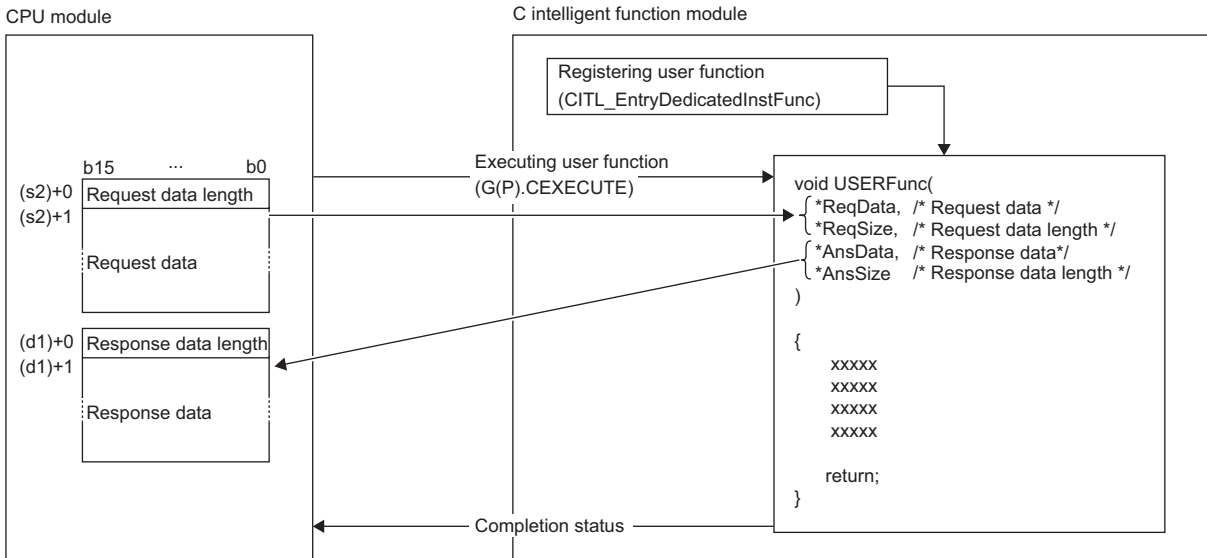 CPU module
C intelligent function module
Registering user function
(CITL_EntryDedicatedInstFunc)
b15 ... b0
(s2)+0 Request data length
(s2)+1
Request data
Executing user function
(G(P).CEXECUTE)
void USERFunc(
*ReqData, /* Request data */
*ReqSize, /* Request data length */
*AnsData, /* Response data*/
*AnsSize /* Response data length */
)
(d1)+0 Response data length
(d1)+1
Response data
{
xxxxx
xxxxx
xxxxx
xxxxx
return;
}
Completion status